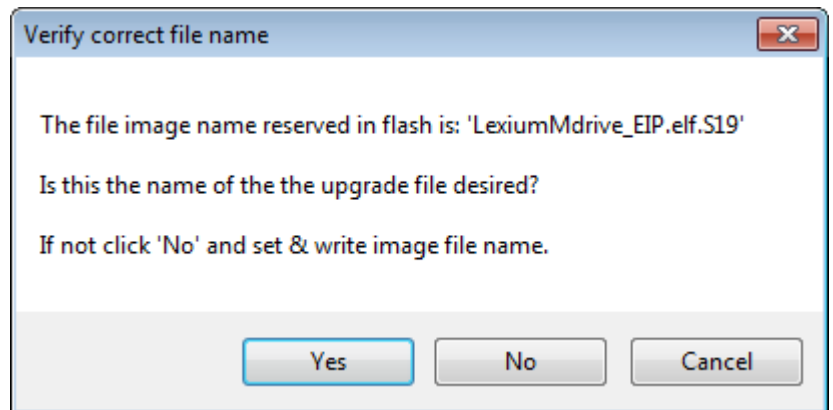 Verify correct file name
The file image name reserved in flash is: 'LexiumMdrive_EIP.elf.S19'
Is this the name of the the upgrade file desired?
If not click 'No' and set & write image file name.
Yes No Cancel